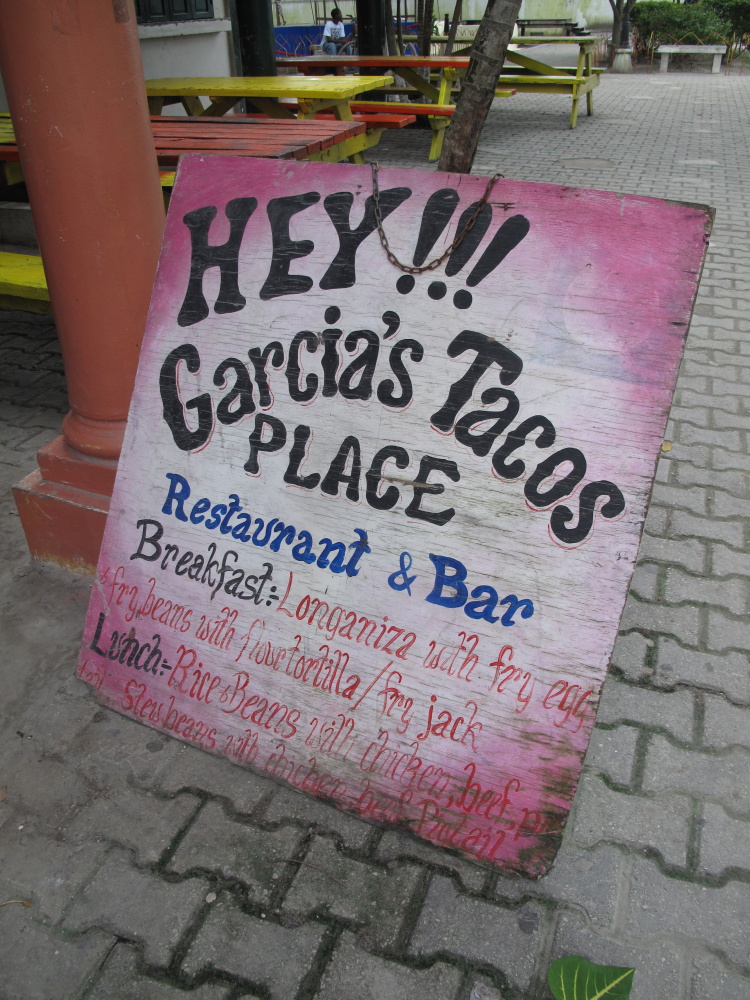 HEY!!!
Garcia's Tacos
PLACE
Restaurant & Bar
Breakfast:= Longaniza with fry egg
fry beans with flour tortilla/fry jack
Lunch:= Rice & Beans with chicken, beef,
Stew beans with chicken beef